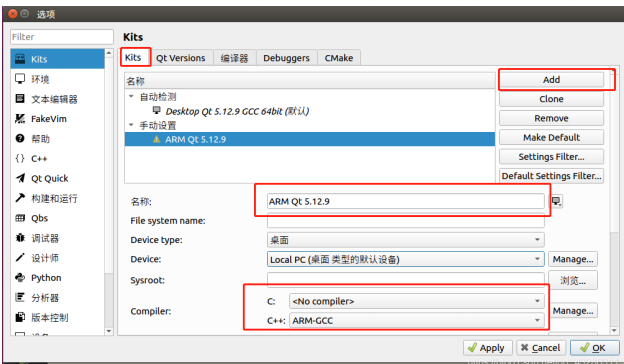 选项
Filter
Kits
Kits
环境
文本编辑器
FakeVim
帮助
{} C++
Qt Quick
构建和运行
Qbs
调试器
设计师
Python
分析器
版本控制
Kits
Qt Versions
编译器
Debuggers
CMake
名称
自动检测
Desktop Qt 5.12.9 GCC 64bit (默认)
手动设置
ARM Qt 5.12.9
Add
Clone
Remove
Make Default
Settings Filter...
Default Settings Filter...
名称:
ARM Qt 5.12.9
File system name:
Device type:
桌面
Device:
Local PC (桌面 类型的默认设备)
Manage...
Sysroot:
浏览...
Compiler:
C: <No compiler>
C++: ARM-GCC
Manage...
Apply
Cancel
OK